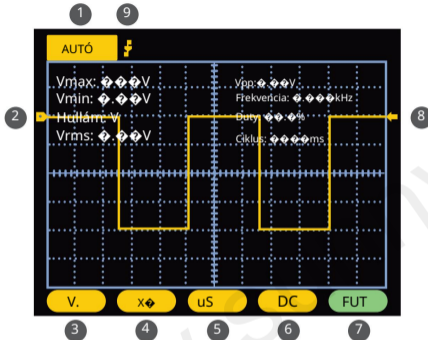 1 9
AUTÓ
Vmax: ���V
Vmin: �.��V
2 Hullám: V
Vrms: �.��V
Vpp:�.��V
Frekvencia: �.���kHz
Duty: ��.�%
Ciklus: ����ms
8
V. X� uS DC FUT
3 4 5 6 7